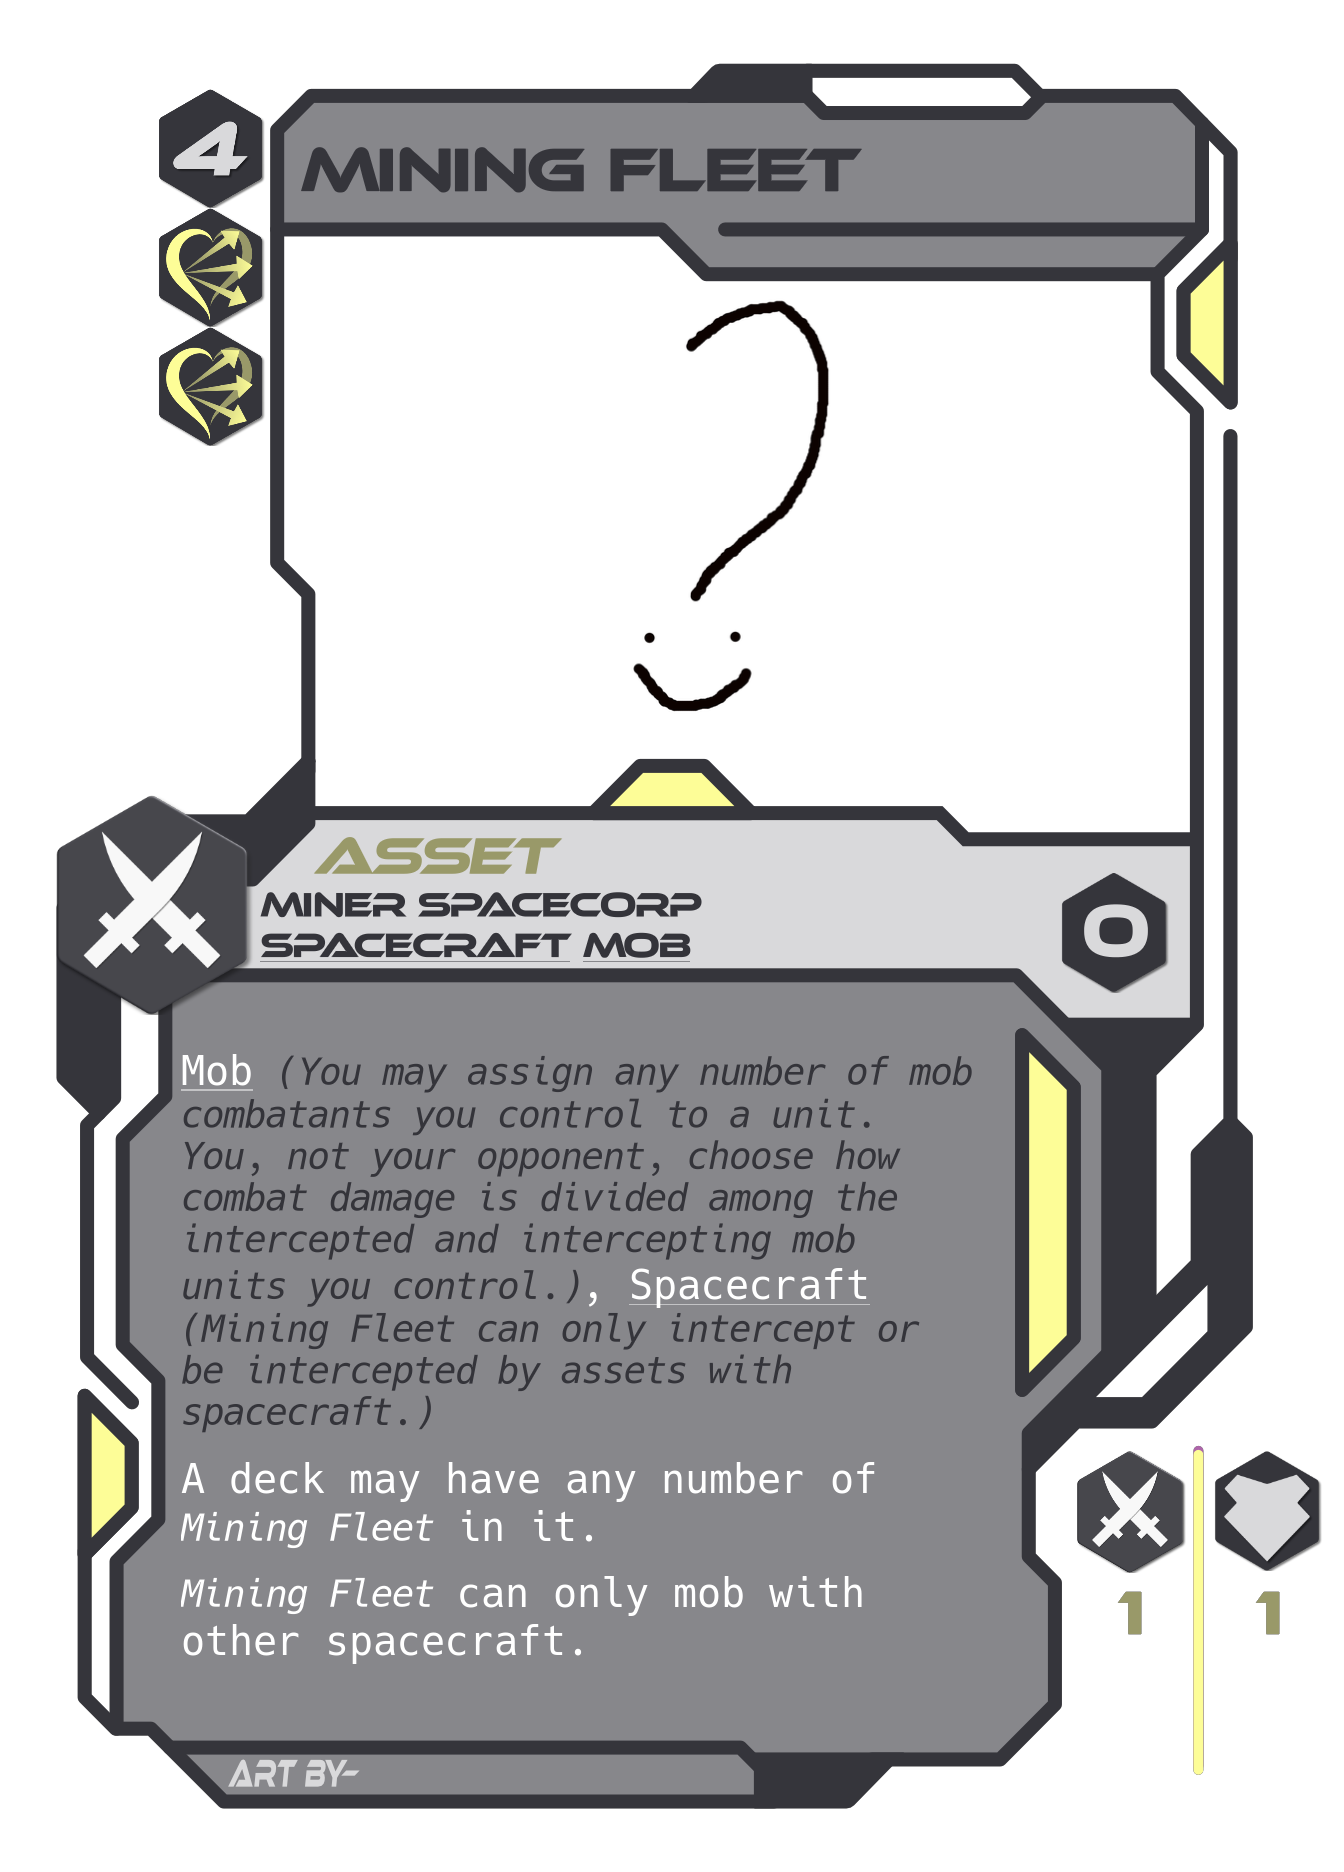 4
MINING FLEET
ASSET
MINER SPACECORP
SPACECRAFT MOB
0
Mob (You may assign any number of mob
combatants you control to a unit.
You, not your opponent, choose how
combat damage is divided among the
intercepted and intercepting mob
units you control.), Spacecraft
(Mining Fleet can only intercept or
be intercepted by assets with
spacecraft.)
A deck may have any number of
Mining Fleet in it.
Mining Fleet can only mob with
other spacecraft.
1 1
ART BY-